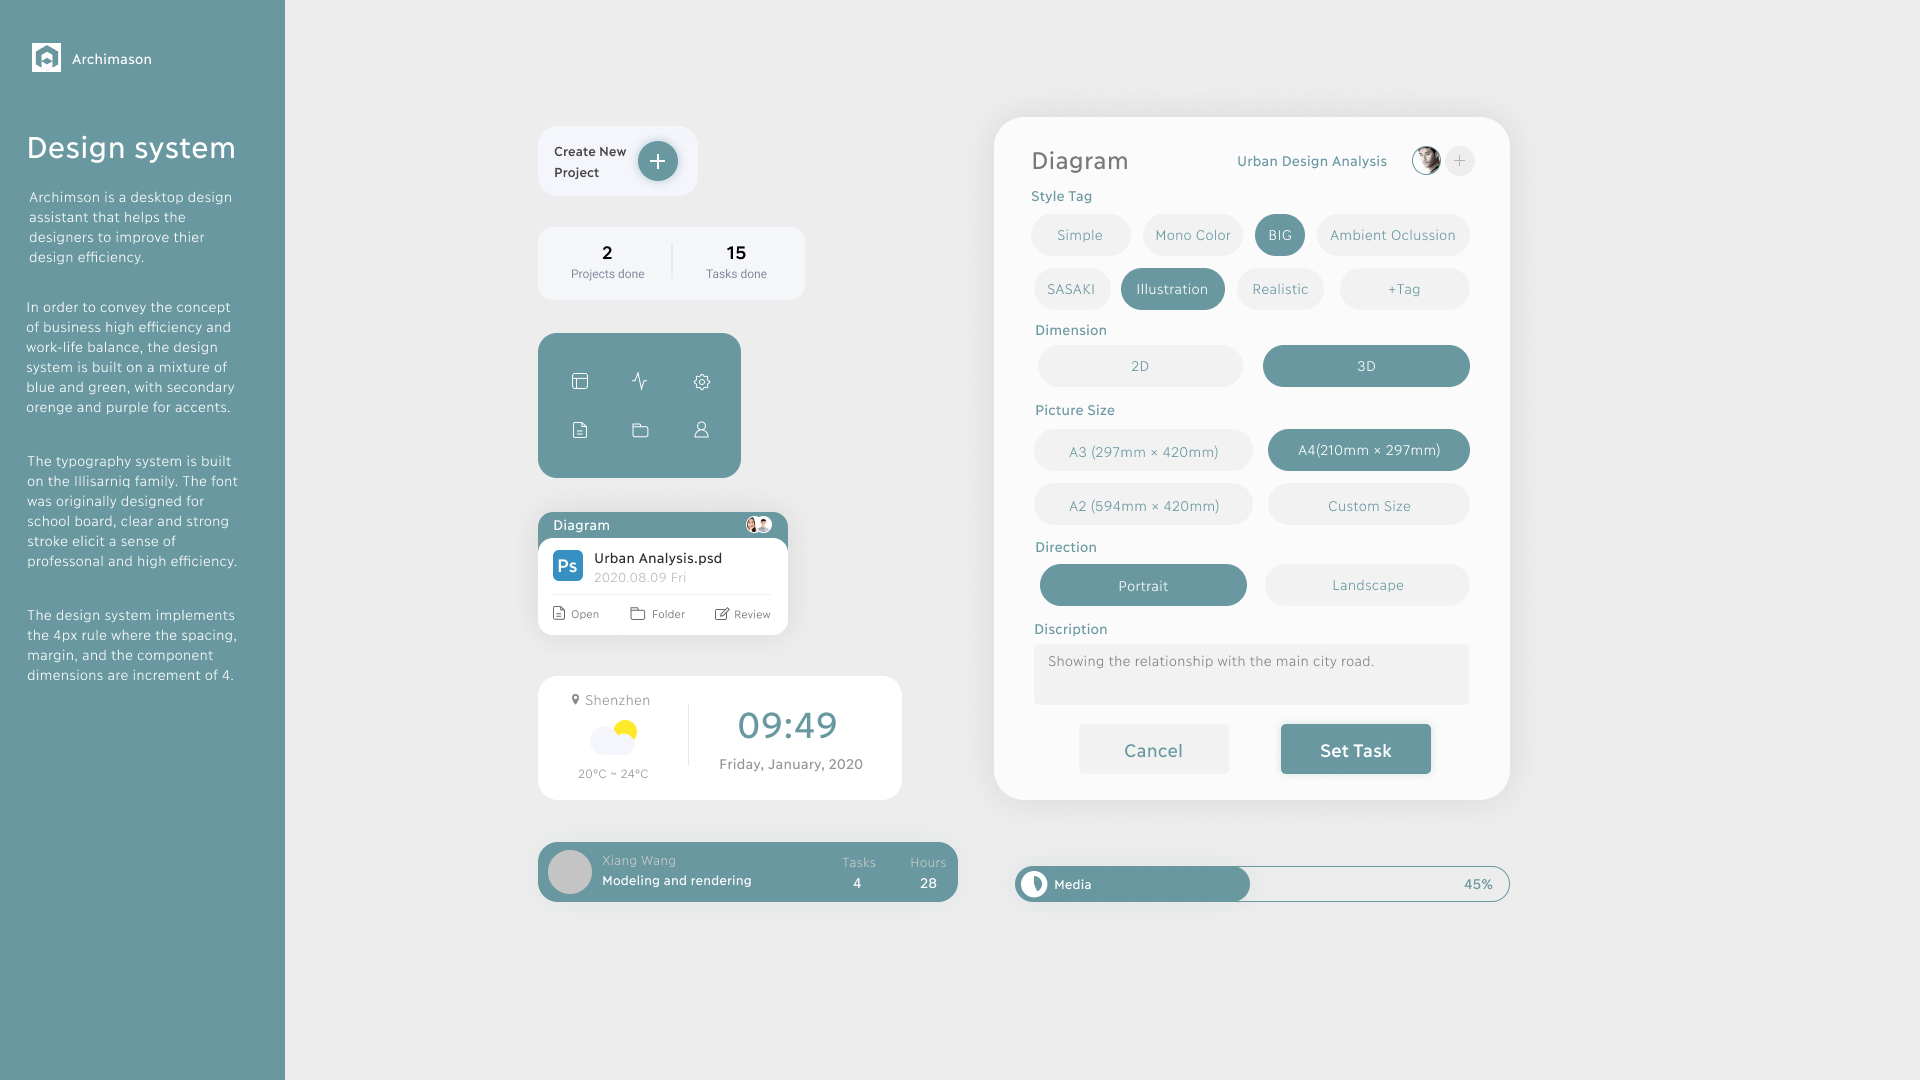 Archimason
Design system
Archimson is a desktop design
assistant that helps the
designers to improve thier
design efficiency.
In order to convey the concept
of business high efficiency and
work-life balance, the design
system is built on a mixture of
blue and green, with secondary
orenge and purple for accents.
The typography system is built
on the Illisarniq family. The font
was originally designed for
school board, clear and strong
stroke elicit a sense of
professonal and high efficiency.
The design system implements
the 4px rule where the spacing,
margin, and the component
dimensions are increment of 4.
Create New
Project
2
Projects done
15
Tasks done
Diagram
Ps
Urban Analysis.psd
2020.08.09 Fri
Open
Folder
Review
Shenzhen
20°C ~ 24°C
09:49
Friday, January, 2020
Xiang Wang
Modeling and rendering
Tasks
4
Hours
28
Diagram
Urban Design Analysis
Style Tag
Simple
Mono Color
BIG
Ambient Oclussion
SASAKI
Illustration
Realistic
+Tag
Dimension
2D
3D
Picture Size
A3 (297mm × 420mm)
A4(210mm × 297mm)
A2 (594mm × 420mm)
Custom Size
Direction
Portrait
Landscape
Discription
Showing the relationship with the main city road.
Cancel
Set Task
Media
45%